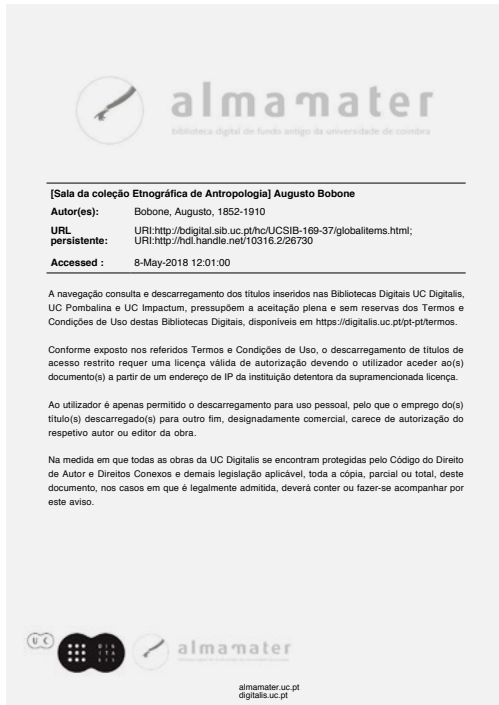 almamater
biblioteca digital de fundo antigo da universidade de coimbra
[Sala da coleção Etnográfica de Antropologia] Augusto Bobone
Autor(es): Bobone, Augusto, 1852-1910
URL persistente: URI:http://bdigital.sib.uc.pt/hc/UCSIB-169-37/globalitems.html;
URI:http://hdl.handle.net/10316.2/26730
Accessed : 8-May-2018 12:01:00
A navegação consulta e descarregamento dos títulos inseridos nas Bibliotecas Digitais UC Digitalis,
UC Pombalina e UC Impactum, pressupõem a aceitação plena e sem reservas dos Termos e
Condições de Uso destas Bibliotecas Digitais, disponíveis em https://digitalis.uc.pt/pt-pt/termos.
Conforme exposto nos referidos Termos e Condições de Uso, o descarregamento de títulos de
acesso restrito requer uma licença válida de autorização devendo o utilizador aceder ao(s)
documento(s) a partir de um endereço de IP da instituição detentora da supramencionada licença.
Ao utilizador é apenas permitido o descarregamento para uso pessoal, pelo que o emprego do(s)
título(s) descarregado(s) para outro fim, designadamente comercial, carece de autorização do
respetivo autor ou editor da obra.
Na medida em que todas as obras da UC Digitalis se encontram protegidas pelo Código do Direito
de Autor e Direitos Conexos e demais legislação aplicável, toda a cópia, parcial ou total, deste
documento, nos casos em que é legalmente admitida, deverá conter ou fazer-se acompanhar por
este aviso.
UC
DIG
ITA
LIS
almamater
almamater.uc.pt
digitalis.uc.pt